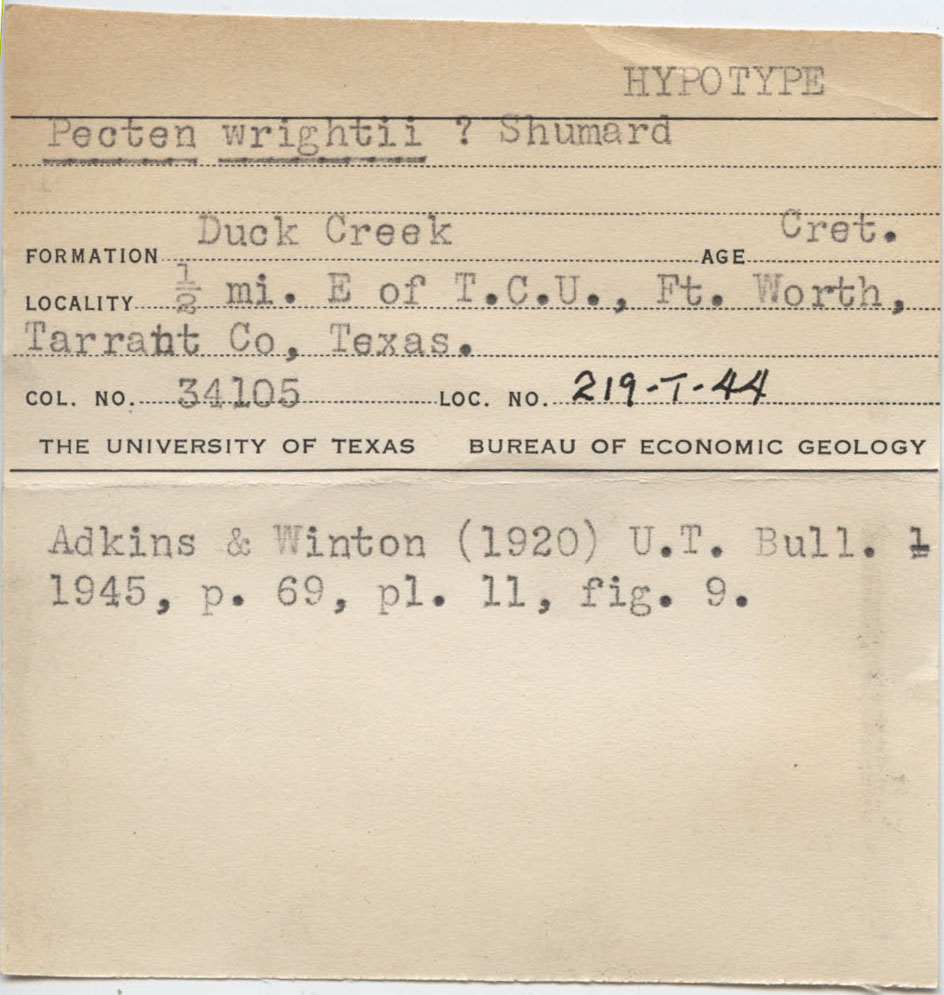 HYPOTYPE
Pecten wrightii ? Shumard
FORMATION Duck Creek AGE Cret.
LOCALITY ½ mi. E of T.C.U., Ft. Worth,
Tarrant Co, Texas.
COL. NO. 34105 LOC. NO. 219-T-44
THE UNIVERSITY OF TEXAS BUREAU OF ECONOMIC GEOLOGY
Adkins & Winton (1920) U.T. Bull. 1
1945, p. 69, pl. 11, fig. 9.